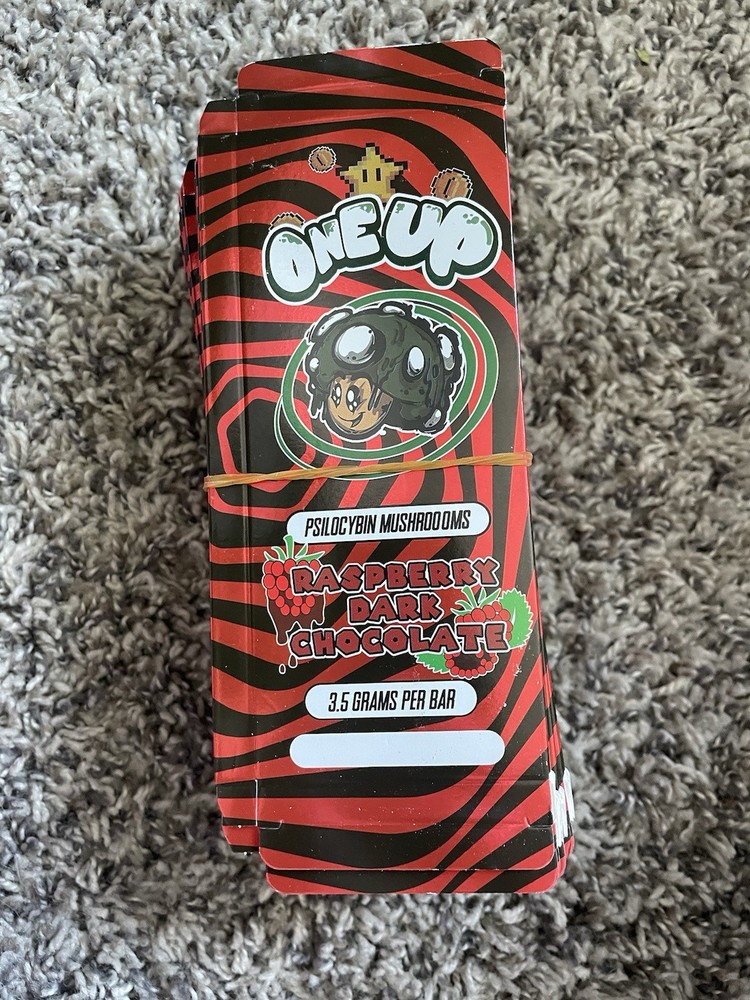 ONE UP
PSILOCYBIN MUSHROOOMS
RASPBERRY
DARK
CHOCOLATE
3.5 GRAMS PER BAR